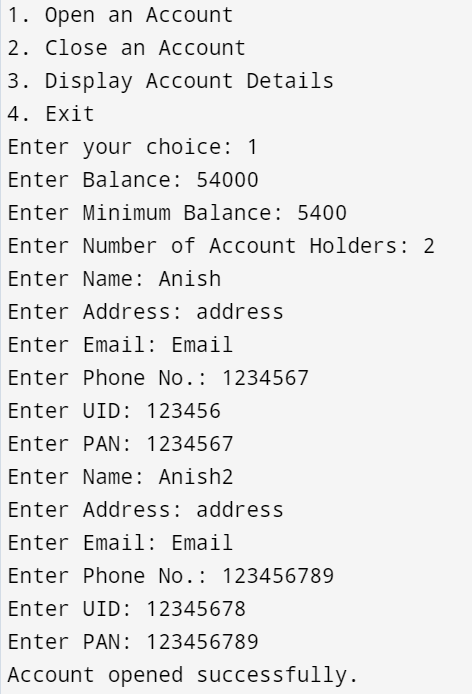 1. Open an Account
2. Close an Account
3. Display Account Details
4. Exit
Enter your choice: 1
Enter Balance: 54000
Enter Minimum Balance: 5400
Enter Number of Account Holders: 2
Enter Name: Anish
Enter Address: address
Enter Email: Email
Enter Phone No.: 1234567
Enter UID: 123456
Enter PAN: 1234567
Enter Name: Anish2
Enter Address: address
Enter Email: Email
Enter Phone No.: 123456789
Enter UID: 12345678
Enter PAN: 123456789
Account opened successfully.